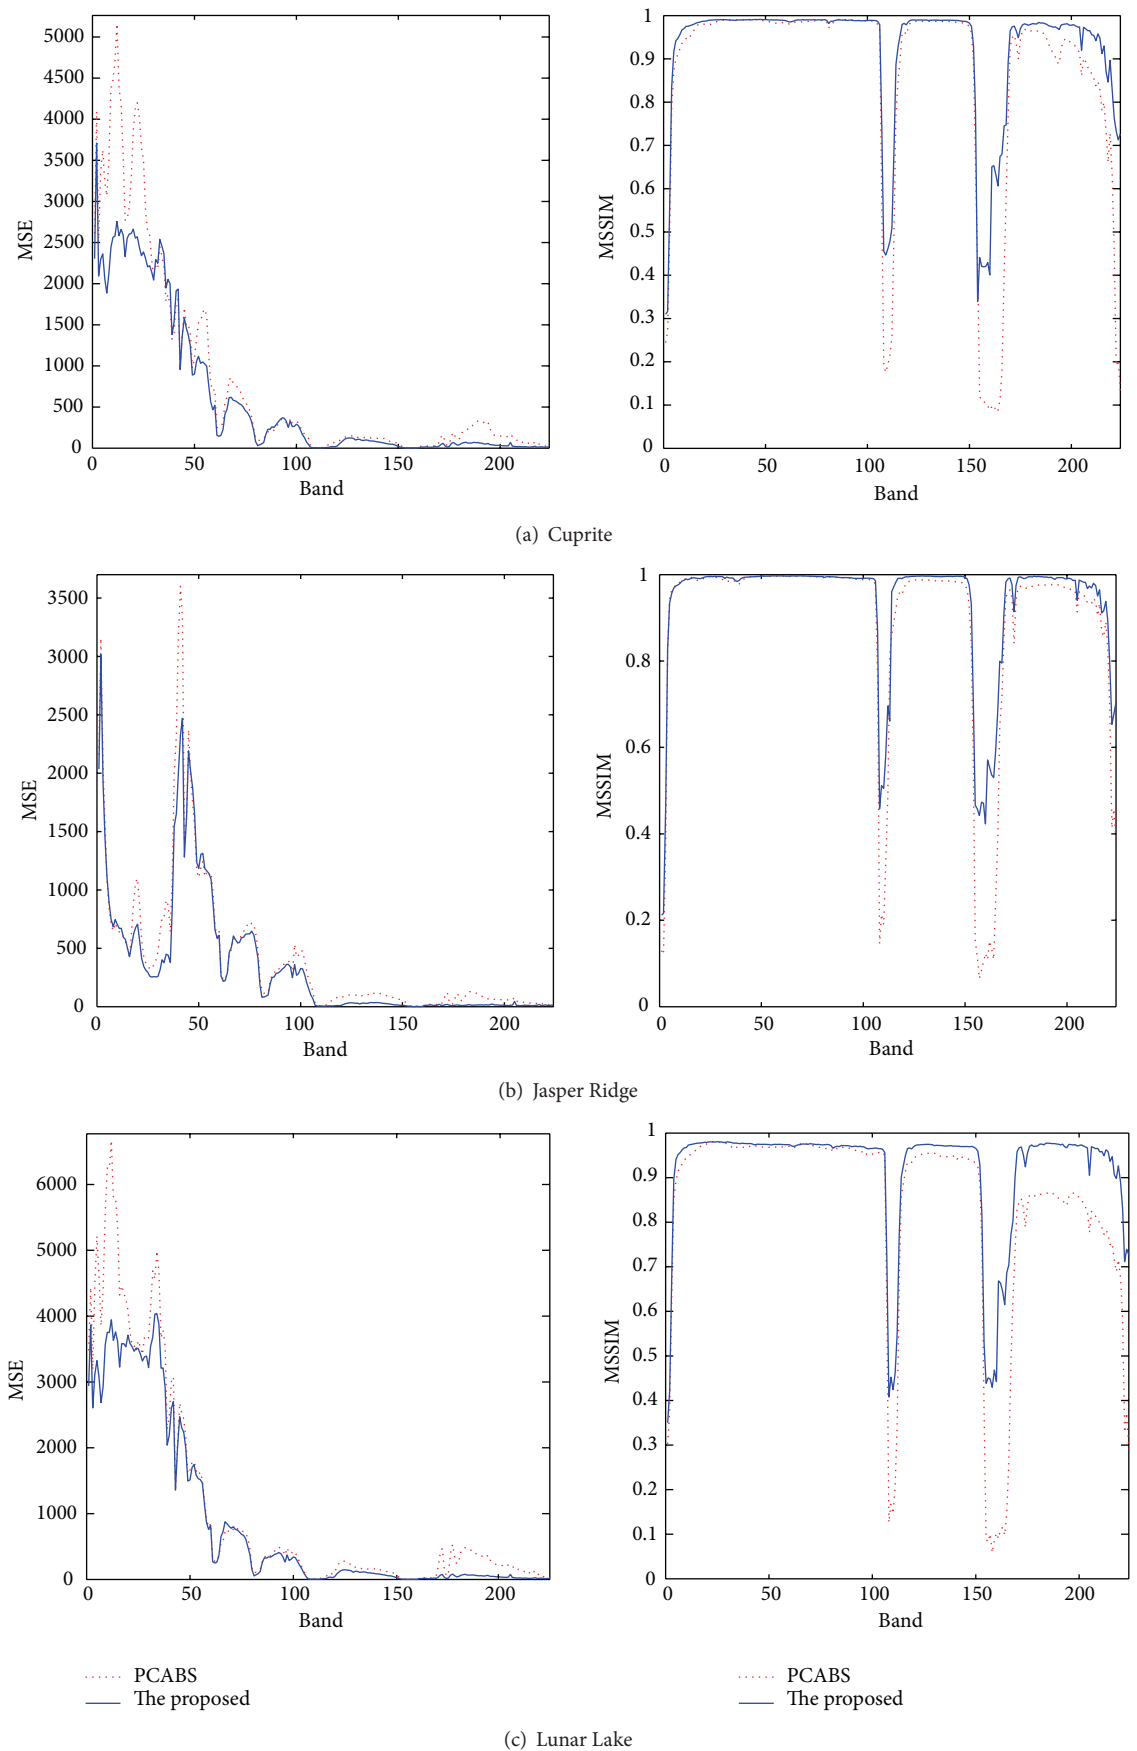 5000
4500
4000
3500
3000
2500
2000
1500
1000
500
0
MSE
0 50 100 150 200
Band
1
0.9
0.8
0.7
0.6
0.5
0.4
0.3
0.2
0.1
0
MSSIM
0 50 100 150 200
Band
(a) Cuprite
3500
3000
2500
2000
1500
1000
500
0
MSE
0 50 100 150 200
Band
1
0.8
0.6
0.4
0.2
0
MSSIM
0 50 100 150 200
Band
(b) Jasper Ridge
6000
5000
4000
3000
2000
1000
0
MSE
0 50 100 150 200
Band
PCABS
The proposed
1
0.9
0.8
0.7
0.6
0.5
0.4
0.3
0.2
0.1
0
MSSIM
0 50 100 150 200
Band
PCABS
The proposed
(c) Lunar Lake